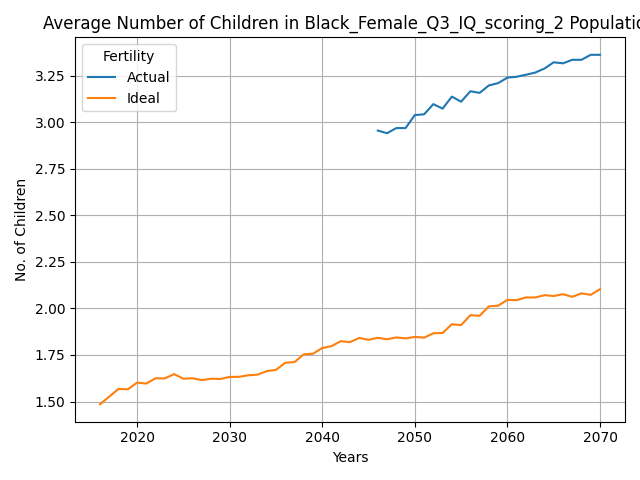 Average Number of Children in Black_Female_Q3_IQ_scoring_2 Populatio
Fertility
Actual
Ideal
No. of Children
3.25
3.00
2.75
2.50
2.25
2.00
1.75
1.50
2020 2030 2040 2050 2060 2070
Years